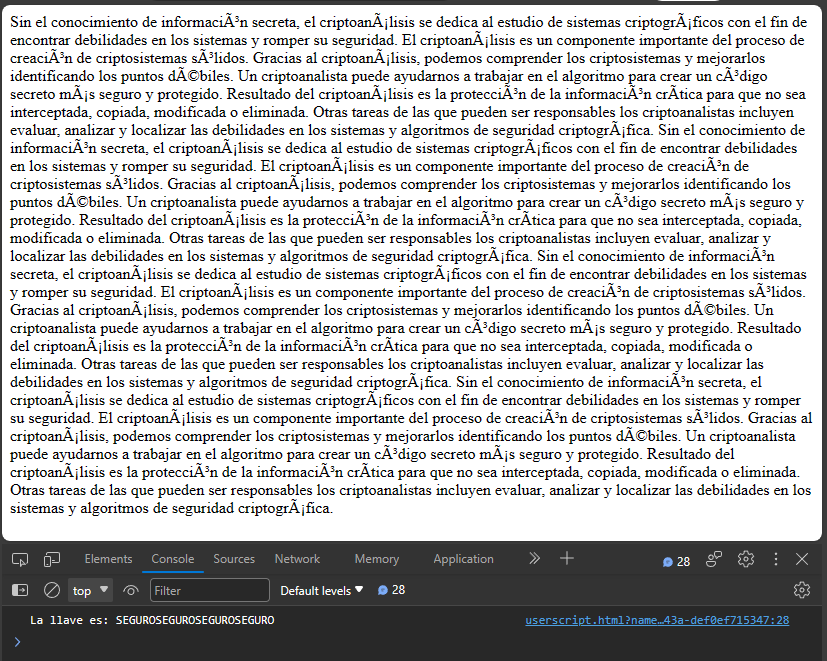 Sin el conocimiento de informaciÃ³n secreta, el criptoanÃ¡lisis se dedica al estudio de sistemas criptogrÃ¡ficos con el fin de
encontrar debilidades en los sistemas y romper su seguridad. El criptoanÃ¡lisis es un componente importante del proceso de
creaciÃ³n de criptosistemas sÃ³lidos. Gracias al criptoanÃ¡lisis, podemos comprender los criptosistemas y mejorarlos
identificando los puntos dÃ©biles. Un criptoanalista puede ayudarnos a trabajar en el algoritmo para crear un cÃ³digo
secreto mÃ¡s seguro y protegido. Resultado del criptoanÃ¡lisis es la protecciÃ³n de la informaciÃ³n crÃtica para que no sea
interceptada, copiada, modificada o eliminada. Otras tareas de las que pueden ser responsables los criptoanalistas incluyen
evaluar, analizar y localizar las debilidades en los sistemas y algoritmos de seguridad criptogrÃ¡fica. Sin el conocimiento de
informaciÃ³n secreta, el criptoanÃ¡lisis se dedica al estudio de sistemas criptogrÃ¡ficos con el fin de encontrar debilidades
en los sistemas y romper su seguridad. El criptoanÃ¡lisis es un componente importante del proceso de creaciÃ³n de
criptosistemas sÃ³lidos. Gracias al criptoanÃ¡lisis, podemos comprender los criptosistemas y mejorarlos identificando los
puntos dÃ©biles. Un criptoanalista puede ayudarnos a trabajar en el algoritmo para crear un cÃ³digo secreto mÃ¡s seguro y
protegido. Resultado del criptoanÃ¡lisis es la protecciÃ³n de la informaciÃ³n crÃtica para que no sea interceptada, copiada,
modificada o eliminada. Otras tareas de las que pueden ser responsables los criptoanalistas incluyen evaluar, analizar y
localizar las debilidades en los sistemas y algoritmos de seguridad criptogrÃ¡fica. Sin el conocimiento de informaciÃ³n
secreta, el criptoanÃ¡lisis se dedica al estudio de sistemas criptogrÃ¡ficos con el fin de encontrar debilidades en los sistemas
y romper su seguridad. El criptoanÃ¡lisis es un componente importante del proceso de creaciÃ³n de criptosistemas sÃ³lidos.
Gracias al criptoanÃ¡lisis, podemos comprender los criptosistemas y mejorarlos identificando los puntos dÃ©biles. Un
criptoanalista puede ayudarnos a trabajar en el algoritmo para crear un cÃ³digo secreto mÃ¡s seguro y protegido. Resultado
del criptoanÃ¡lisis es la protecciÃ³n de la informaciÃ³n crÃtica para que no sea interceptada, copiada, modificada o
eliminada. Otras tareas de las que pueden ser responsables los criptoanalistas incluyen evaluar, analizar y localizar las
debilidades en los sistemas y algoritmos de seguridad criptogrÃ¡fica. Sin el conocimiento de informaciÃ³n secreta, el
criptoanÃ¡lisis se dedica al estudio de sistemas criptogrÃ¡ficos con el fin de encontrar debilidades en los sistemas y romper
su seguridad. El criptoanÃ¡lisis es un componente importante del proceso de creaciÃ³n de criptosistemas sÃ³lidos. Gracias al
criptoanÃ¡lisis, podemos comprender los criptosistemas y mejorarlos identificando los puntos dÃ©biles. Un criptoanalista
puede ayudarnos a trabajar en el algoritmo para crear un cÃ³digo secreto mÃ¡s seguro y protegido. Resultado del
criptoanÃ¡lisis es la protecciÃ³n de la informaciÃ³n crÃtica para que no sea interceptada, copiada, modificada o eliminada.
Otras tareas de las que pueden ser responsables los criptoanalistas incluyen evaluar, analizar y localizar las debilidades en los
sistemas y algoritmos de seguridad criptogrÃ¡fica.
Elements Console Sources Network Memory Application 28
top Filter Default levels 28
La llave es: SEGUROSEGUROSEGUROSEGURO userscript.html?name…43a-def0ef715347:28